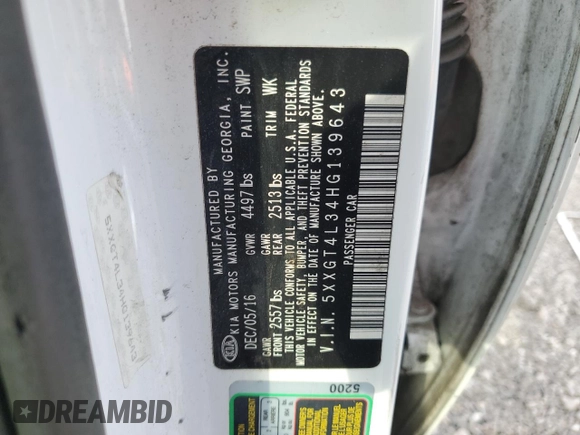 MANUFACTURED BY
KIA KIA MOTORS MANUFACTURING GEORGIA, INC.
DEC/05/16 GVWR 4497lbs PAINT SWP
GAWR FRONT 2557lbs GAWR REAR 2513lbs TRIM WK
THIS VEHICLE CONFORMS TO ALL APPLICABLE U.S.A. FEDERAL
MOTOR VEHICLE SAFETY, BUMPER, AND THEFT PREVENTION STANDARDS
IN EFFECT ON THE DATE OF MANUFACTURE SHOWN ABOVE.
V.I.N. 5XXGT4L34HG139643
PASSENGER CAR
5200
DREAMBID